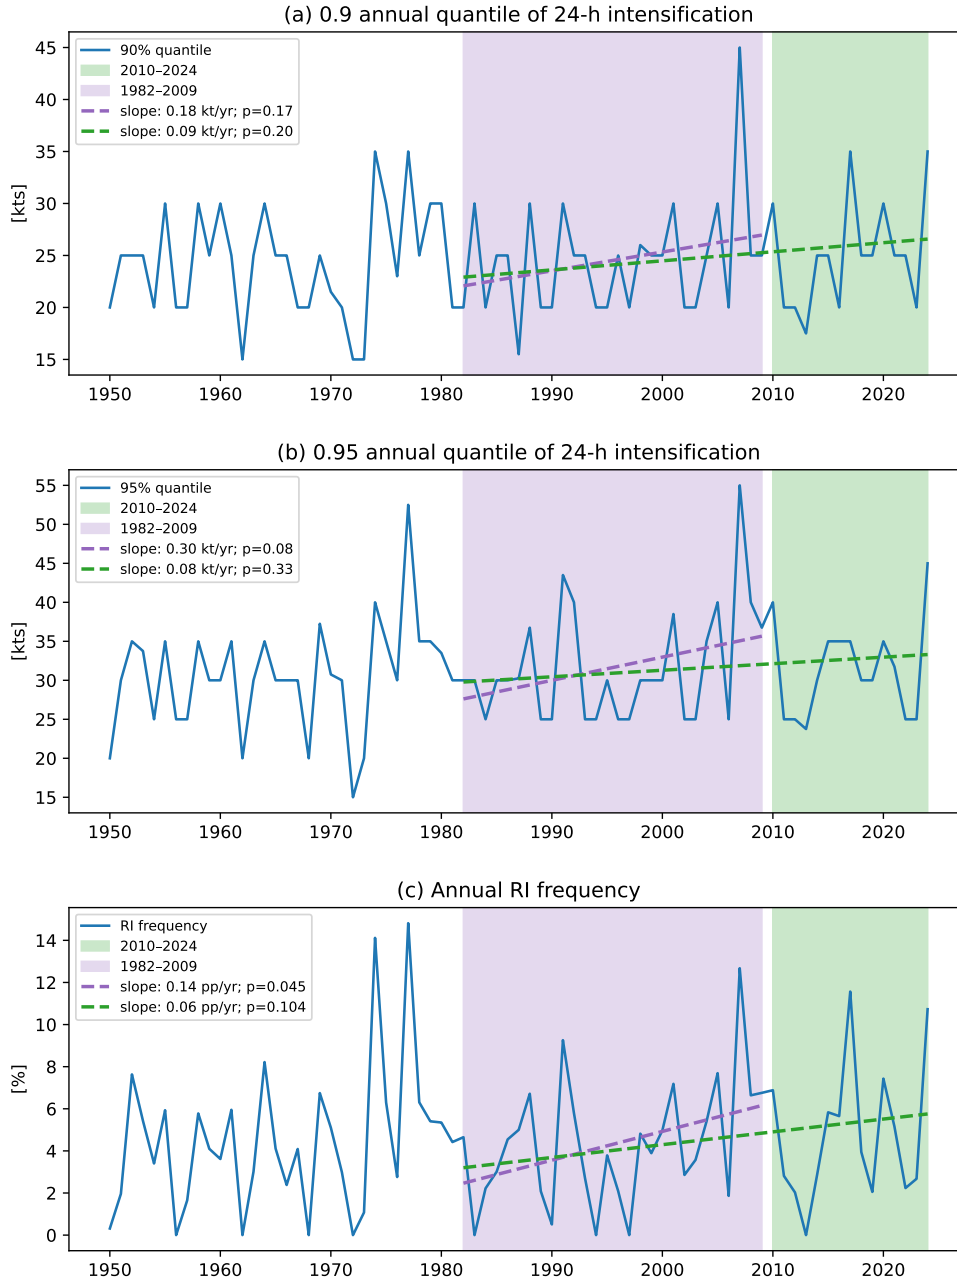 (a) 0.9 annual quantile of 24-h intensification
45
40
35
30
25
20
15
[kts]
90% quantile
2010–2024
1982–2009
slope: 0.18 kt/yr; p=0.17
slope: 0.09 kt/yr; p=0.20
1950 1960 1970 1980 1990 2000 2010 2020
(b) 0.95 annual quantile of 24-h intensification
55
50
45
40
35
30
25
20
15
[kts]
95% quantile
2010–2024
1982–2009
slope: 0.30 kt/yr; p=0.08
slope: 0.08 kt/yr; p=0.33
1950 1960 1970 1980 1990 2000 2010 2020
(c) Annual RI frequency
14
12
10
8
6
4
2
0
[%]
RI frequency
2010–2024
1982–2009
slope: 0.14 pp/yr; p=0.045
slope: 0.06 pp/yr; p=0.104
1950 1960 1970 1980 1990 2000 2010 2020